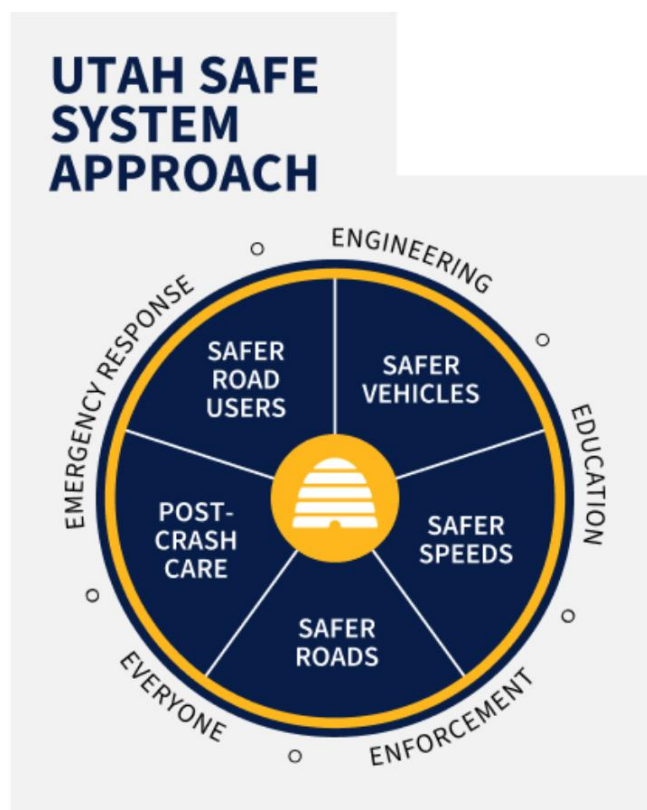 UTAH SAFE
SYSTEM
APPROACH
ENGINEERING
EDUCATION
ENFORCEMENT
EVERYONE
EMERGENCY RESPONSE
SAFER
ROAD
USERS
SAFER
VEHICLES
SAFER
SPEEDS
SAFER
ROADS
POST-
CRASH
CARE